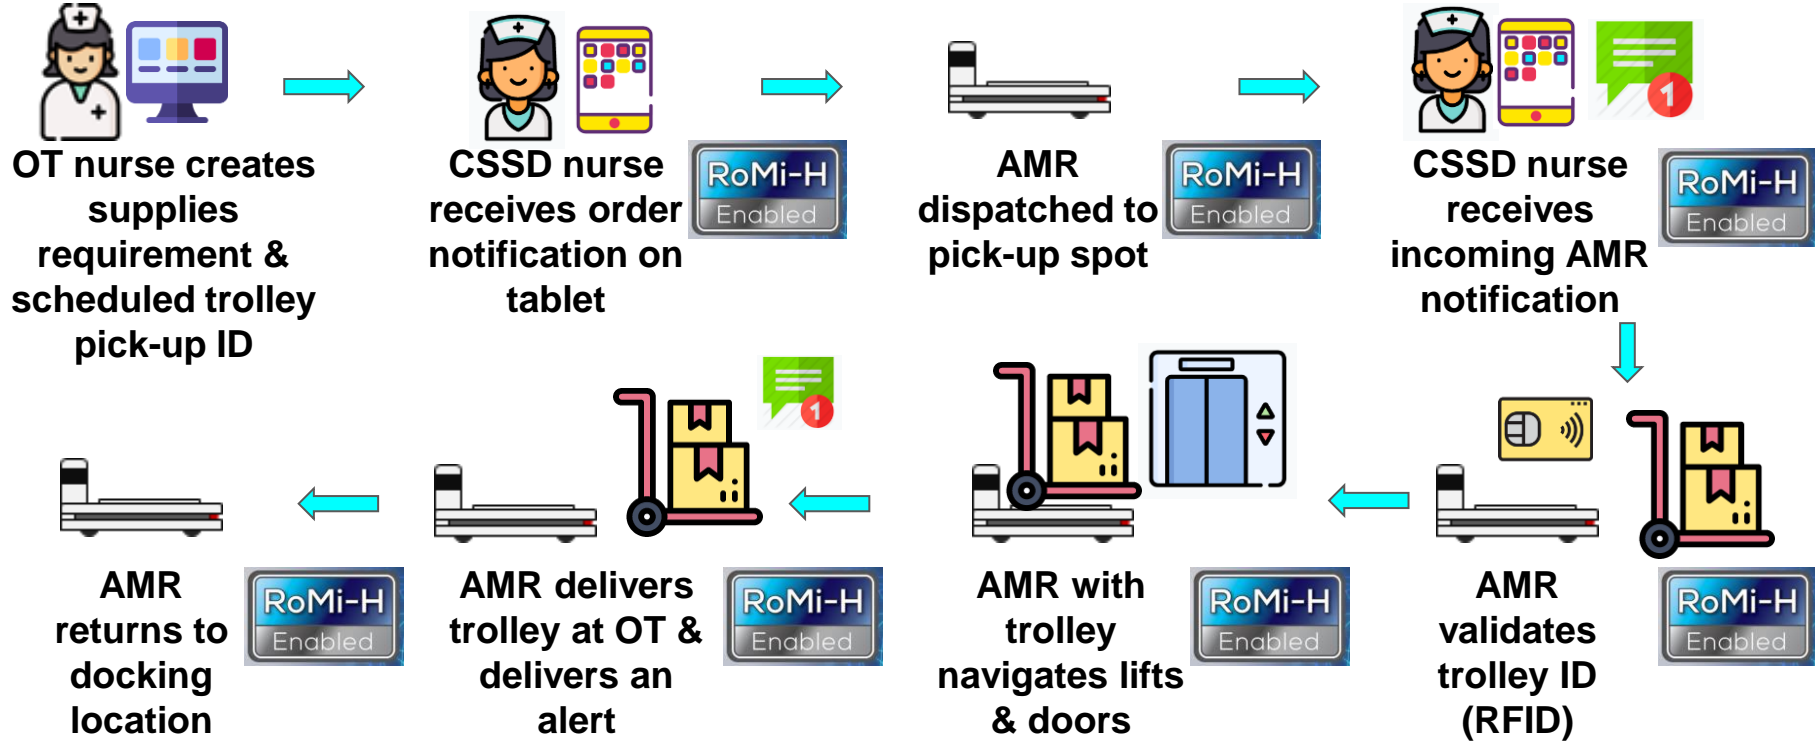 OT nurse creates
supplies
requirement &
scheduled trolley
pick-up ID
CSSD nurse
receives order
notification on
tablet
RoMi-H
Enabled
AMR
dispatched to
pick-up spot
RoMi-H
Enabled
1
CSSD nurse
receives
incoming AMR
notification
RoMi-H
Enabled
AMR
validates
trolley ID
(RFID)
RoMi-H
Enabled
AMR with
trolley
navigates lifts
& doors
RoMi-H
Enabled
1
AMR delivers
trolley at OT &
delivers an
alert
RoMi-H
Enabled
AMR
returns to
docking
location
RoMi-H
Enabled